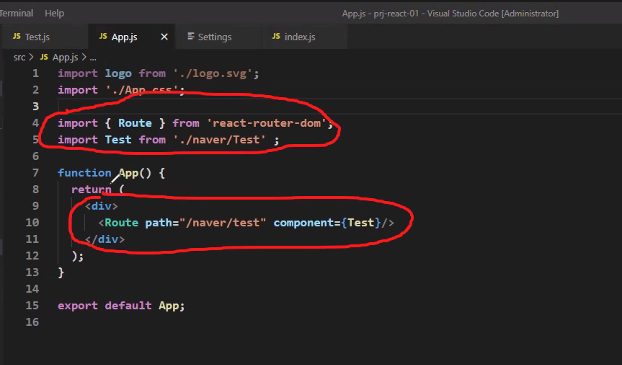 Terminal Help
App.js - prj-react-01 - Visual Studio Code [Administrator]
JS Test.js
JS App.js ×
Settings
JS index.js
src > JS App.js > ...
1 import logo from './logo.svg';
2 import './App.css';
3
4 import { Route } from 'react-router-dom';
5 import Test from './naver/Test' ;
6
7 function App() {
8 return (
9 <div>
10 <Route path="/naver/test" component={Test}/>
11 </div>
12 );
13 }
14
15 export default App;
16